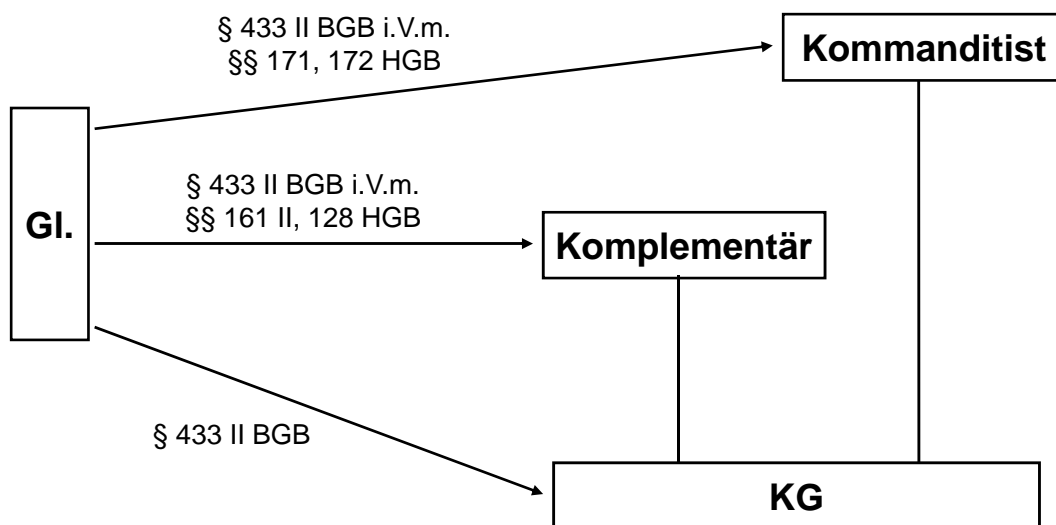 § 433 II BGB i.V.m.
§§ 171, 172 HGB
Kommanditist
§ 433 II BGB i.V.m.
§§ 161 II, 128 HGB
Gl.
Komplementär
§ 433 II BGB
KG